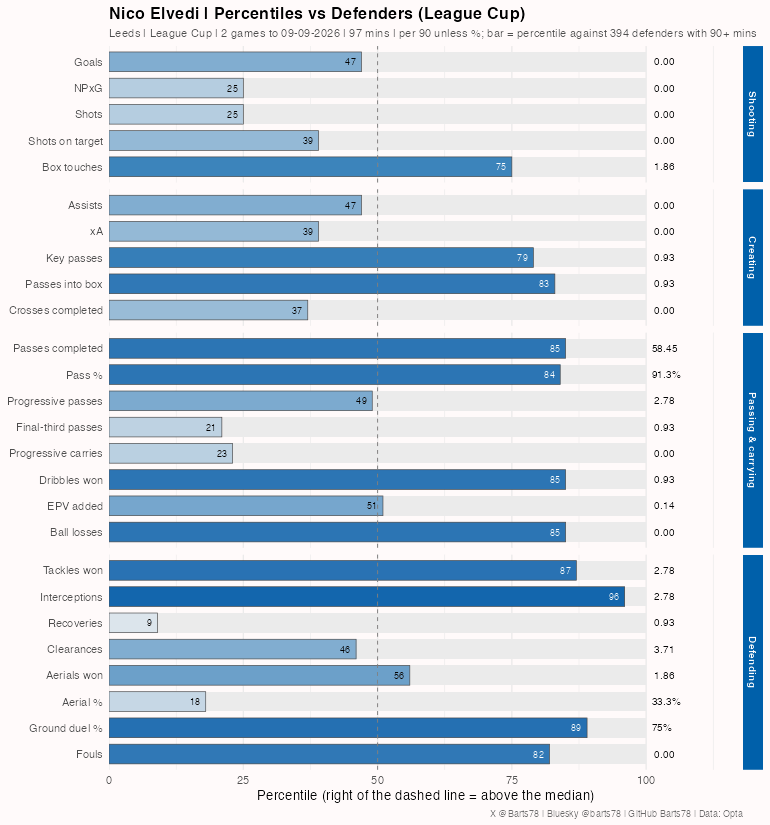 Nico Elvedi | Percentiles vs Defenders (League Cup)
Leeds | League Cup | 2 games to 09-09-2026 | 97 mins | per 90 unless %; bar = percentile against 394 defenders with 90+ mins
Goals 47 0.00
NPxG 25 0.00
Shots 25 0.00
Shots on target 39 0.00
Box touches 75 1.86
Shooting
Assists 47 0.00
xA 39 0.00
Key passes 79 0.93
Passes into box 83 0.93
Crosses completed 37 0.00
Creating
Passes completed 85 58.45
Pass % 84 91.3%
Progressive passes 49 2.78
Final-third passes 21 0.93
Progressive carries 23 0.00
Dribbles won 85 0.93
EPV added 51 0.14
Ball losses 85 0.00
Passing & carrying
Tackles won 87 2.78
Interceptions 96 2.78
Recoveries 9 0.93
Clearances 46 3.71
Aerials won 56 1.86
Aerial % 18 33.3%
Ground duel % 89 75%
Fouls 82 0.00
Defending
0 25 50 75 100
Percentile (right of the dashed line = above the median)
X @Barts78 | Bluesky @barts78 | GitHub Barts78 | Data: Opta